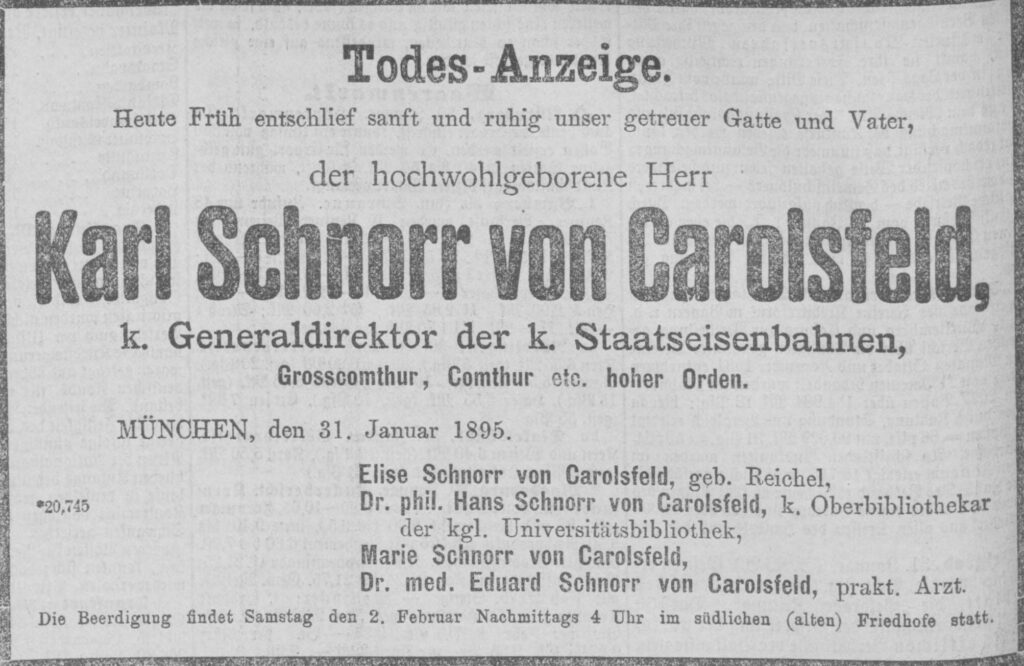 Todes-Anzeige.
Heute Früh entschlief sanft und ruhig unser getreuer Gatte und Vater,
der hochwohlgeborene Herr
Karl Schnorr von Carolsfeld,
k. Generaldirektor der k. Staatseisenbahnen,
Grosscomthur, Comthur etc. hoher Orden.
MÜNCHEN, den 31. Januar 1895.
Elise Schnorr von Carolsfeld, geb. Reichel,
*20,745 Dr. phil. Hans Schnorr von Carolsfeld, k. Oberbibliothekar
der kgl. Universitätsbibliothek,
Marie Schnorr von Carolsfeld,
Dr. med. Eduard Schnorr von Carolsfeld, prakt. Arzt.
Die Beerdigung findet Samstag den 2. Februar Nachmittags 4 Uhr im südlichen (alten) Friedhofe statt.